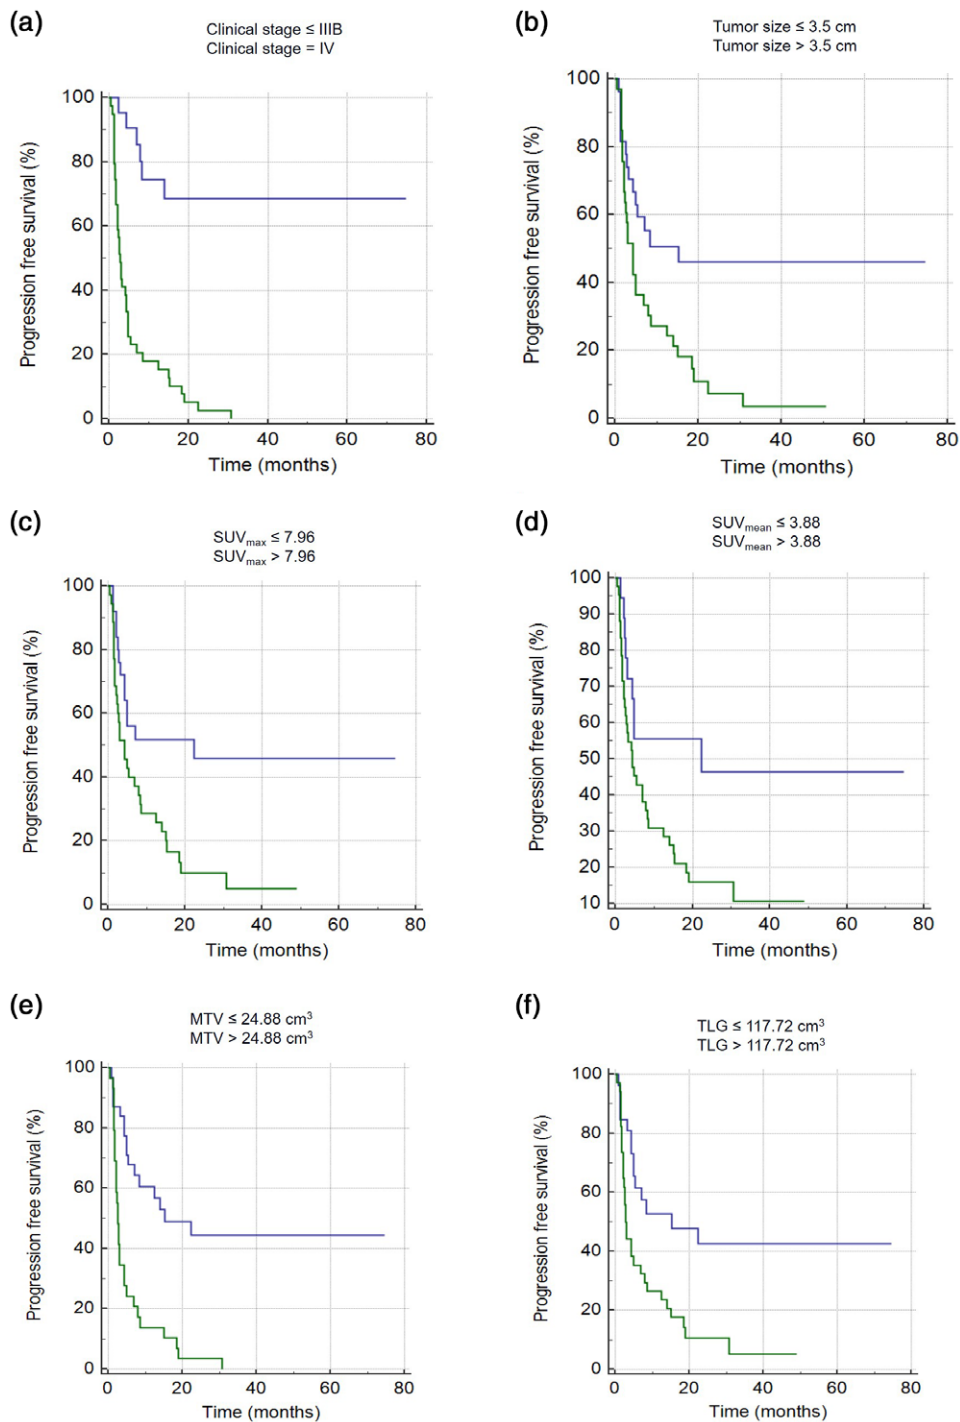 (a)
Clinical stage ≤ IIIB
Clinical stage = IV
100
80
60
40
20
0
Progression free survival (%)
0 20 40 60 80
Time (months)
(b)
Tumor size ≤ 3.5 cm
Tumor size > 3.5 cm
100
80
60
40
20
0
Progression free survival (%)
0 20 40 60 80
Time (months)
(c)
SUVmax ≤ 7.96
SUVmax > 7.96
100
80
60
40
20
0
Progression free survival (%)
0 20 40 60 80
Time (months)
(d)
SUVmean ≤ 3.88
SUVmean > 3.88
100
90
80
70
60
50
40
30
20
10
Progression free survival (%)
0 20 40 60 80
Time (months)
(e)
MTV ≤ 24.88 cm³
MTV > 24.88 cm³
100
80
60
40
20
0
Progression free survival (%)
0 20 40 60 80
Time (months)
(f)
TLG ≤ 117.72 cm³
TLG > 117.72 cm³
100
80
60
40
20
0
Progression free survival (%)
0 20 40 60 80
Time (months)